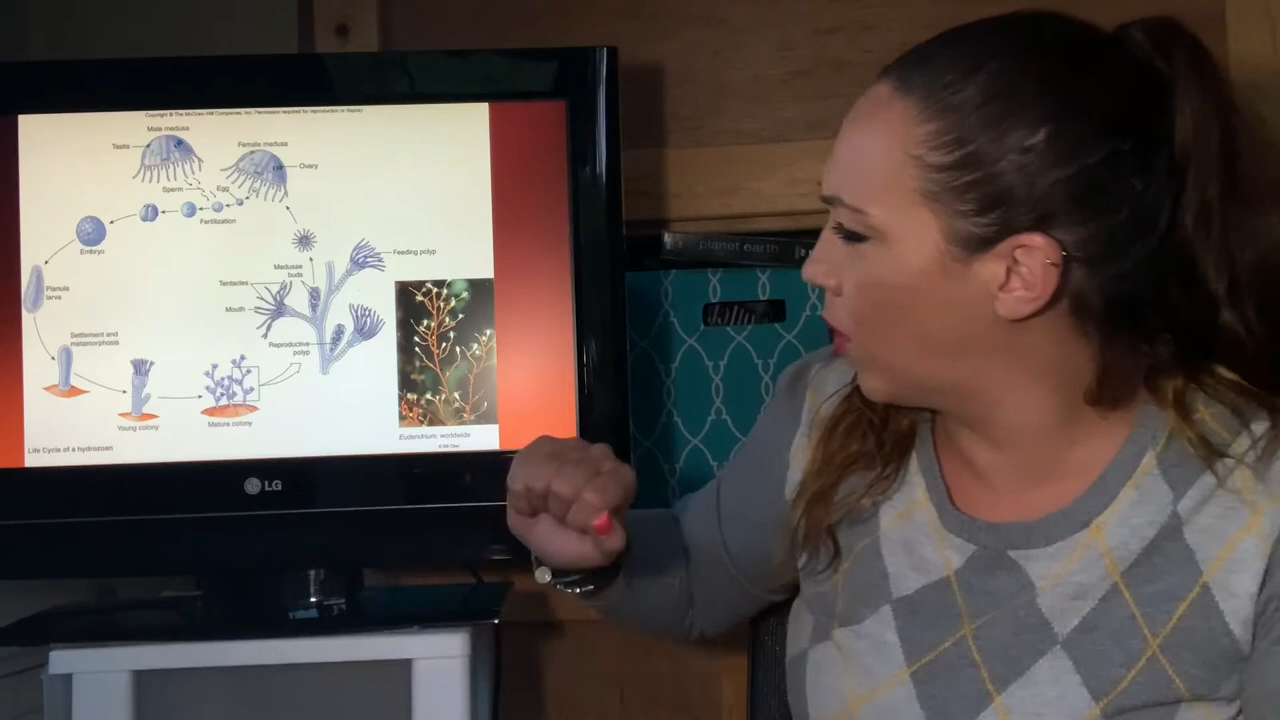 Copyright © The McGraw-Hill Companies, Inc. Permission required for reproduction or display.
Male medusa
Testis
Female medusa
Ovary
Sperm
Egg
Fertilization
Embryo
Feeding polyp
Medusae
buds
Tentacles
Planula
larva
Mouth
Settlement and
metamorphosis
Reproductive
polyp
Young colony
Mature colony
Eudendrium, worldwide
Life Cycle of a hydrozoan
LG
planet earth